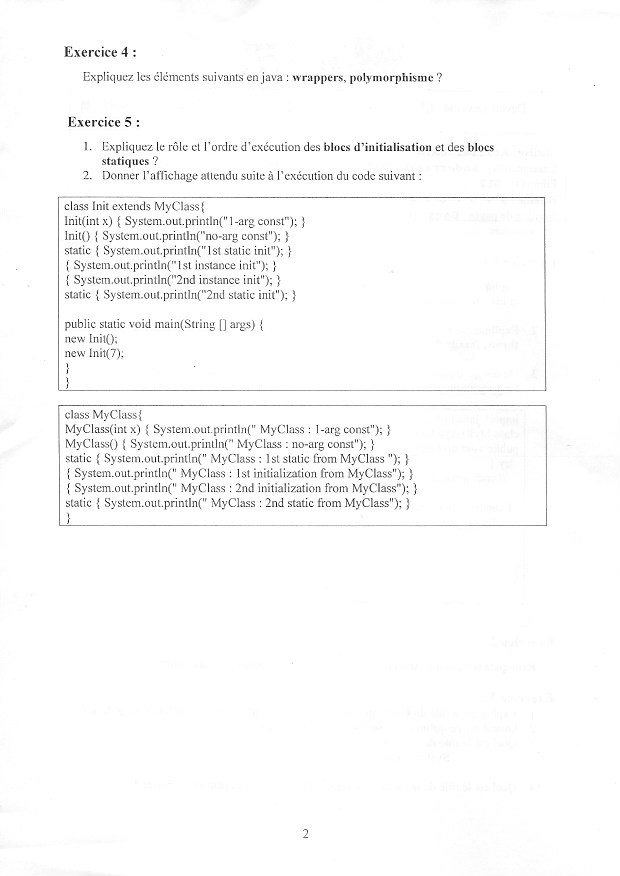 Exercice 4 :
Expliquez les éléments suivants en java : wrappers, polymorphisme ?
Exercice 5 :
1. Expliquez le rôle et l'ordre d'exécution des blocs d'initialisation et des blocs
statiques ?
2. Donner l'affichage attendu suite à l'exécution du code suivant :
class Init extends MyClass{
Init(int x) { System.out.println("1-arg const"); }
Init() { System.out.println("no-arg const"); }
static { System.out.println("1st static init"); }
{ System.out.println("1st instance init"); }
{ System.out.println("2nd instance init"); }
static { System.out.println("2nd static init"); }
public static void main(String [] args) {
new Init();
new Init(7);
}
}
class MyClass{
MyClass(int x) { System.out.println(" MyClass : 1-arg const"); }
MyClass() { System.out.println(" MyClass : no-arg const"); }
static { System.out.println(" MyClass : 1st static from MyClass "); }
{ System.out.println(" MyClass : 1st initialization from MyClass"); }
{ System.out.println(" MyClass : 2nd initialization from MyClass"); }
static { System.out.println(" MyClass : 2nd static from MyClass"); }
}
2